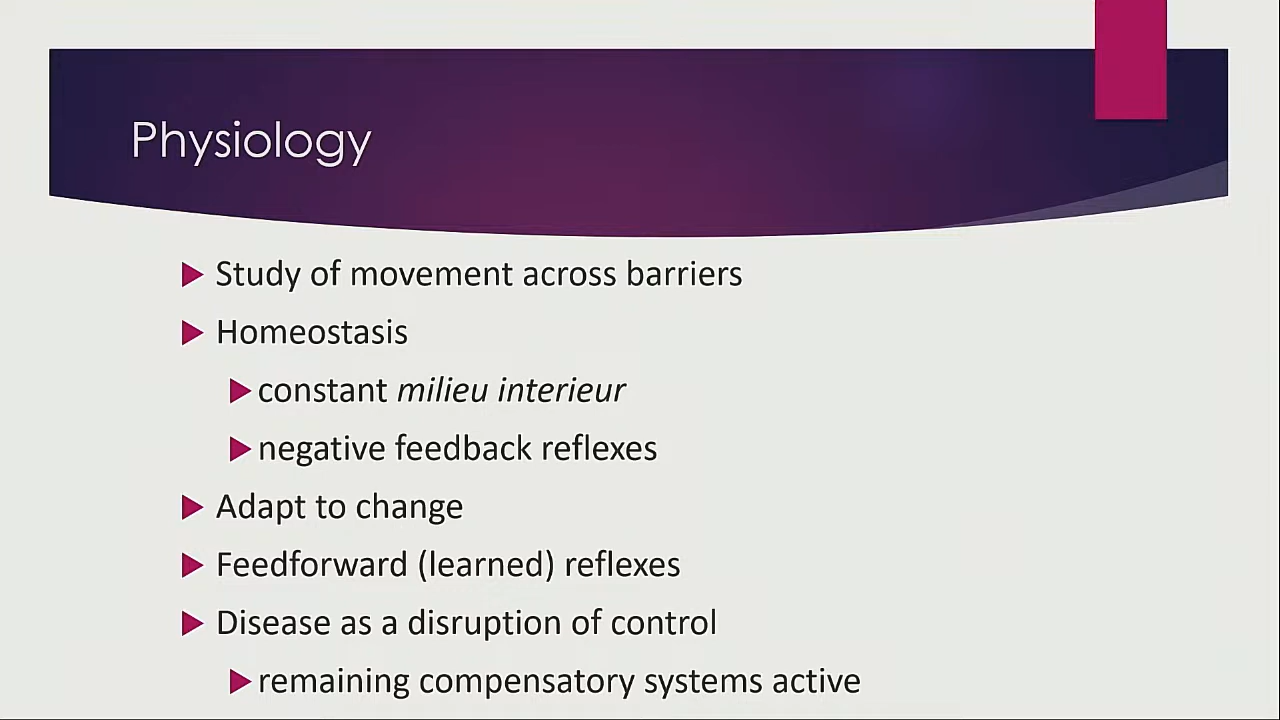 Physiology
Study of movement across barriers
Homeostasis
constant milieu interieur
negative feedback reflexes
Adapt to change
Feedforward (learned) reflexes
Disease as a disruption of control
remaining compensatory systems active